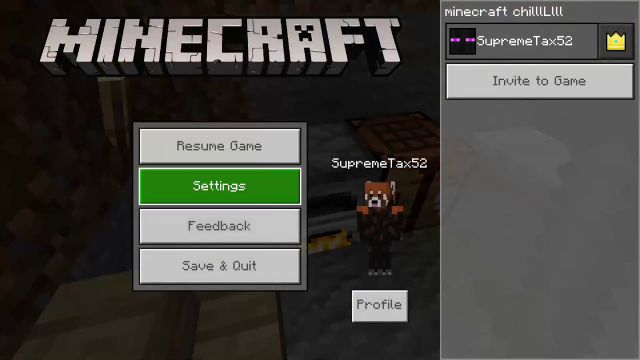 MINECRAFT
Resume Game
Settings
Feedback
Save & Quit
SupremeTax52
Profile
minecraft chilllLlll
SupremeTax52
Invite to Game